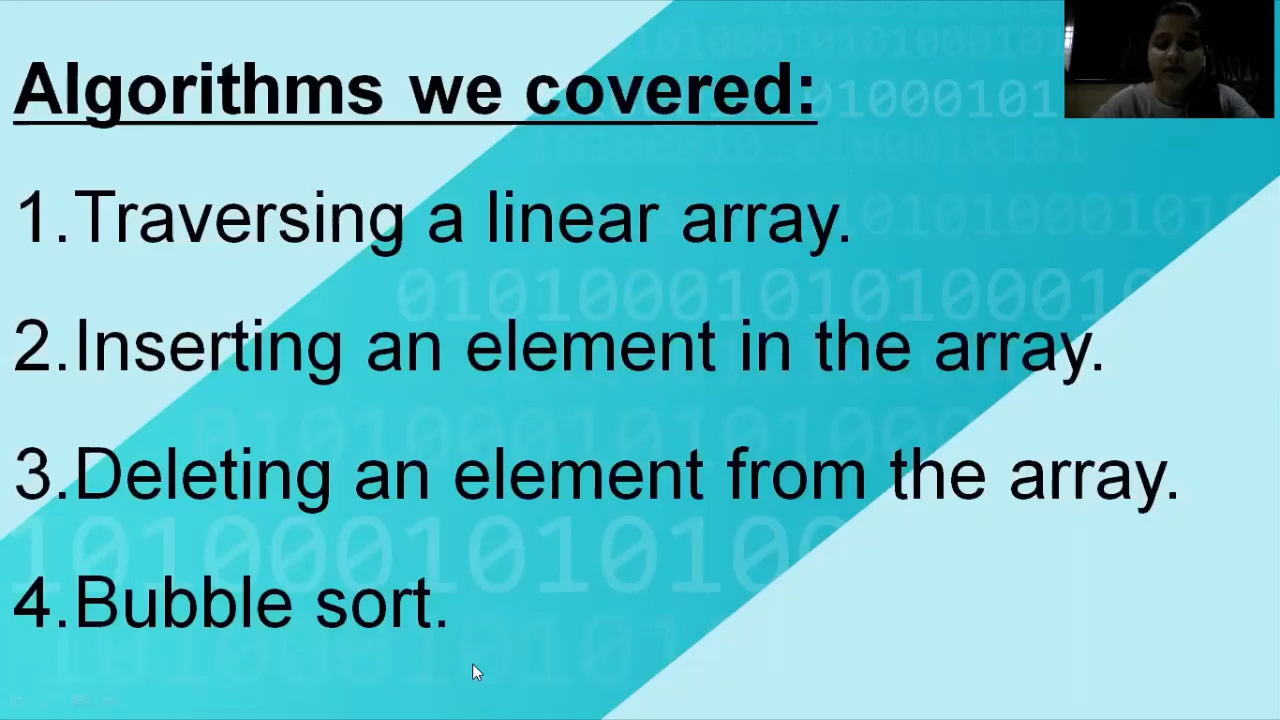 Algorithms we covered:
1.Traversing a linear array.
2.Inserting an element in the array.
3.Deleting an element from the array.
4.Bubble sort.